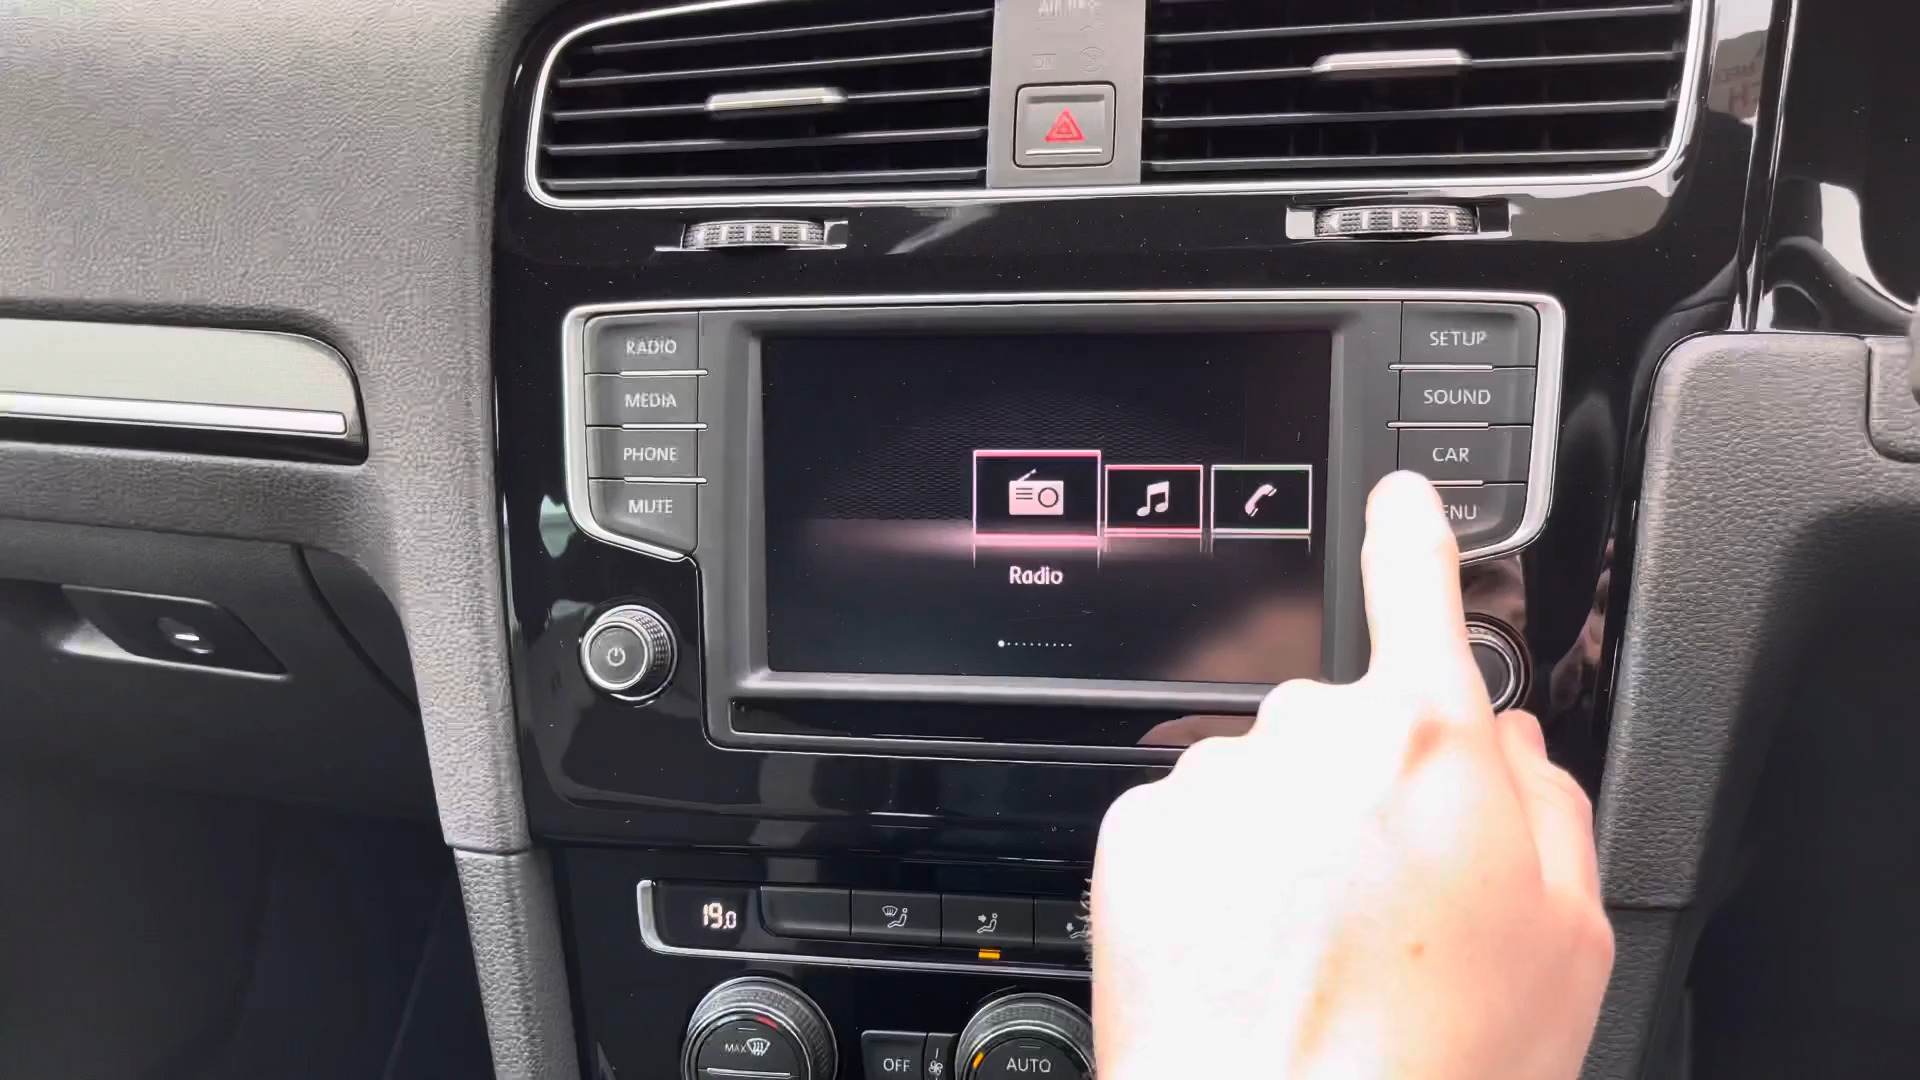 RADIO
MEDIA
PHONE
MUTE
SETUP
SOUND
CAR
Radio
19.0
MAX
OFF
AUTO